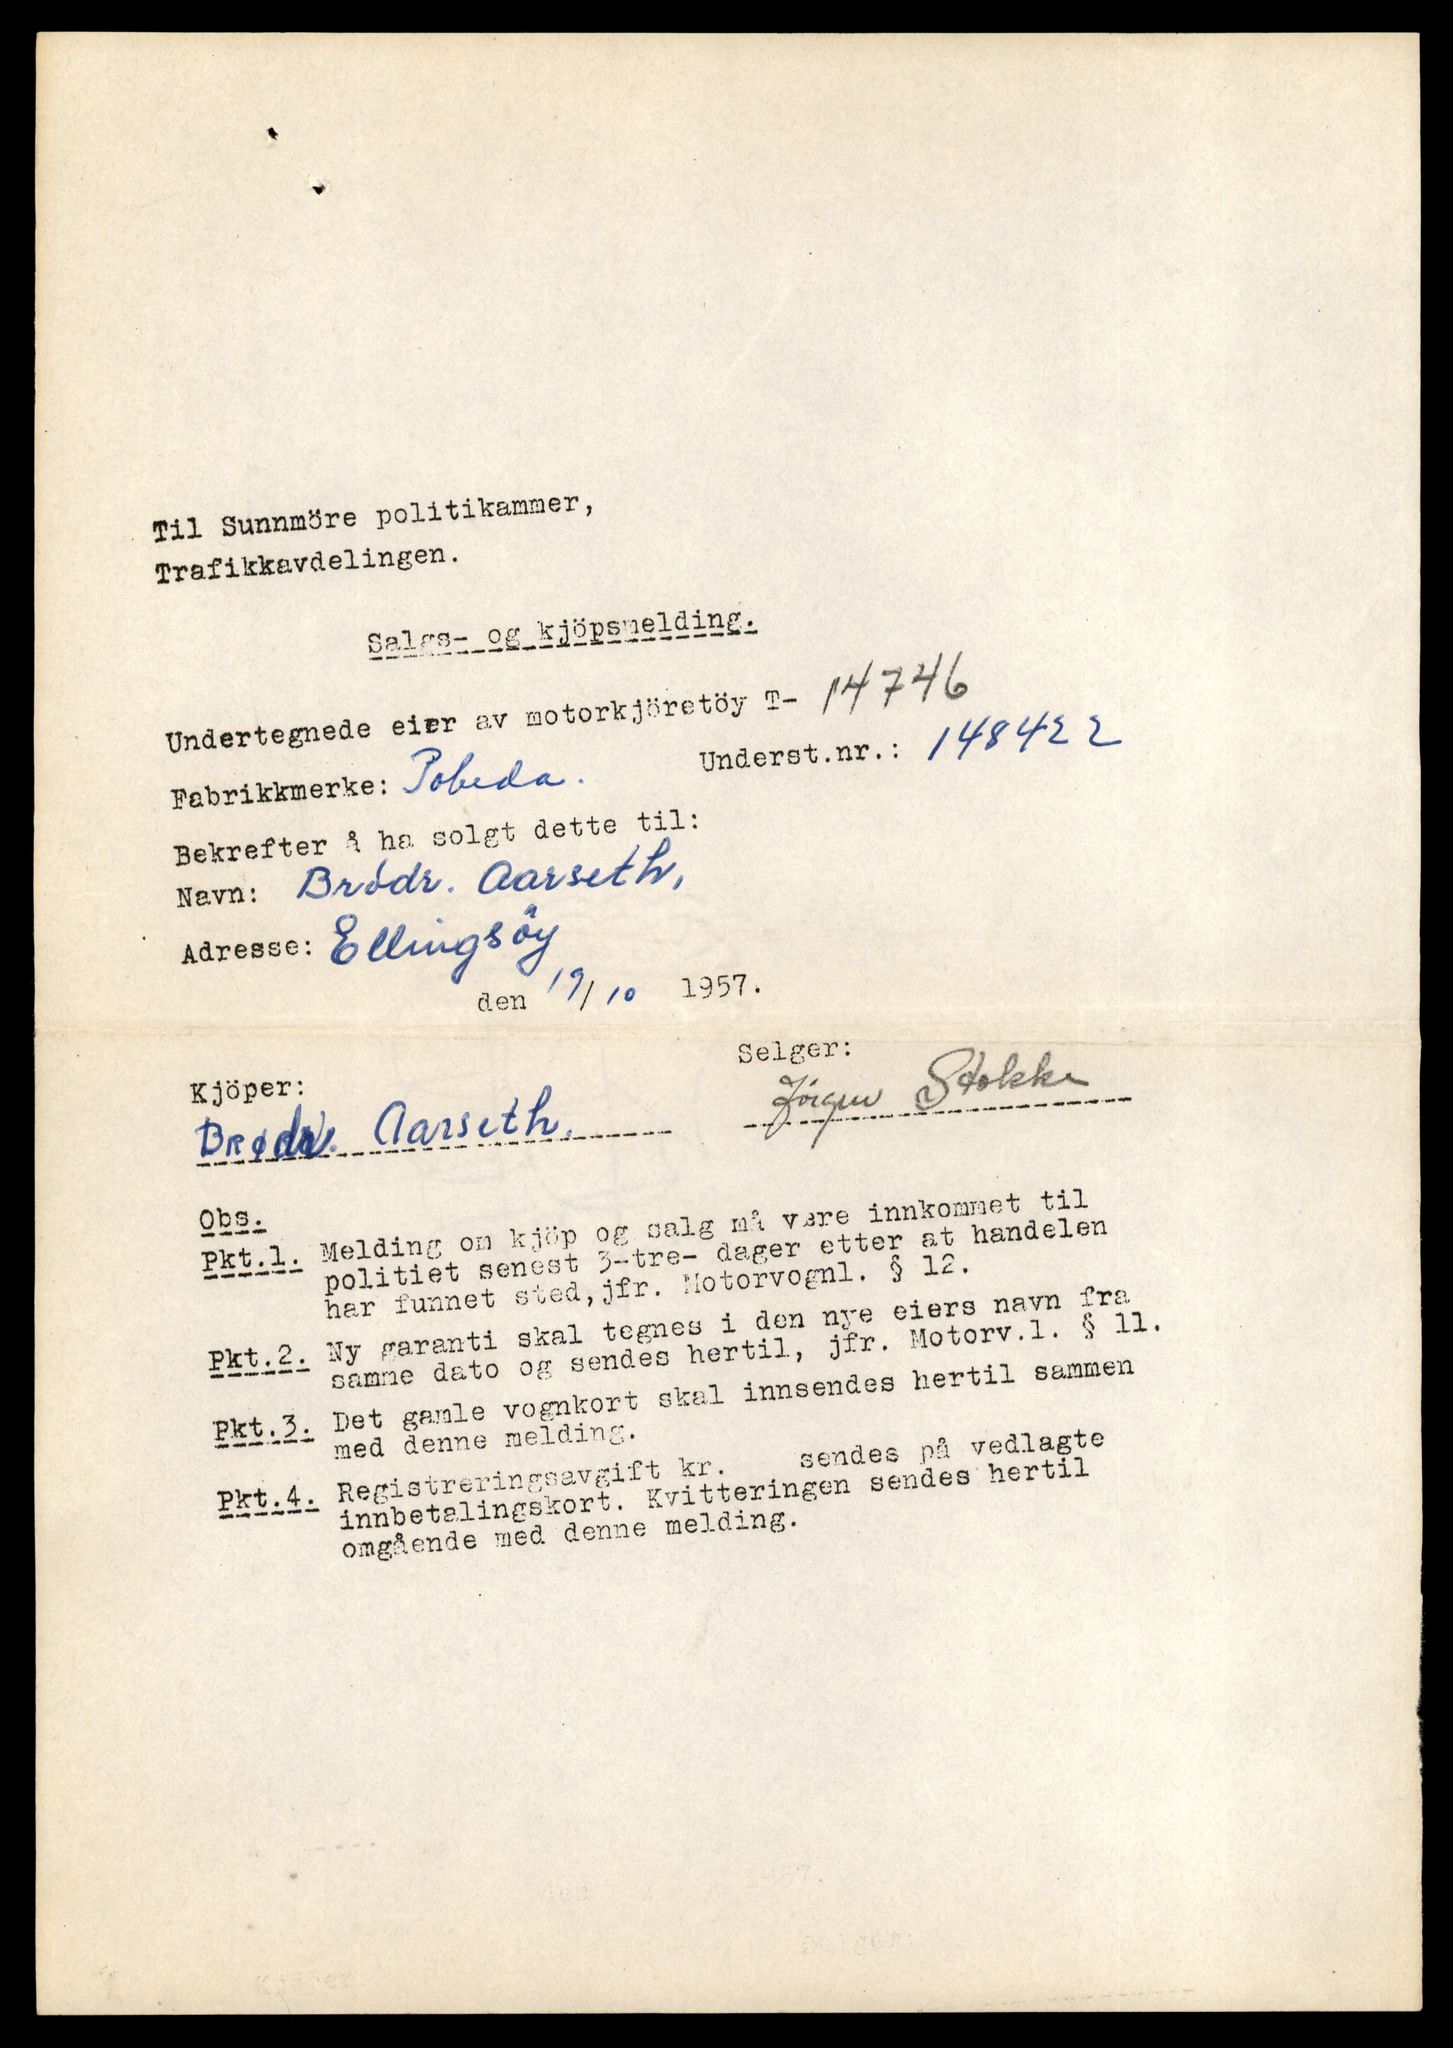 Til Sunnmöre politikammer,
Trafikkavdelingen.
Salgs- og kjöpsmelding.
Undertegnede eier av motorkjöretöy T- 14746
Fabrikkmerke: Pobeda. Underst.nr.: 148422
Bekrefter å ha solgt dette til:
Navn: Brødr. Aarseth,
Adresse: Ellingsöy
den 19/10 1957.
Selger:
Kjöper:
Jörgen Stokke
Brødr. Aarseth.
Obs.
Pkt.1. Melding om kjöp og salg må være innkommet til
politiet senest 3-tre- dager etter at handelen
har funnet sted, jfr. Motorvognl. § 12.
Pkt.2. Ny garanti skal tegnes i den nye eiers navn fra
samme dato og sendes hertil, jfr. Motorv.l. § 11.
Pkt.3. Det gamle vognkort skal innsendes hertil sammen
med denne melding.
Pkt.4. Registreringsavgift kr. sendes på vedlagte
innbetalingskort. Kvitteringen sendes hertil
omgående med denne melding.